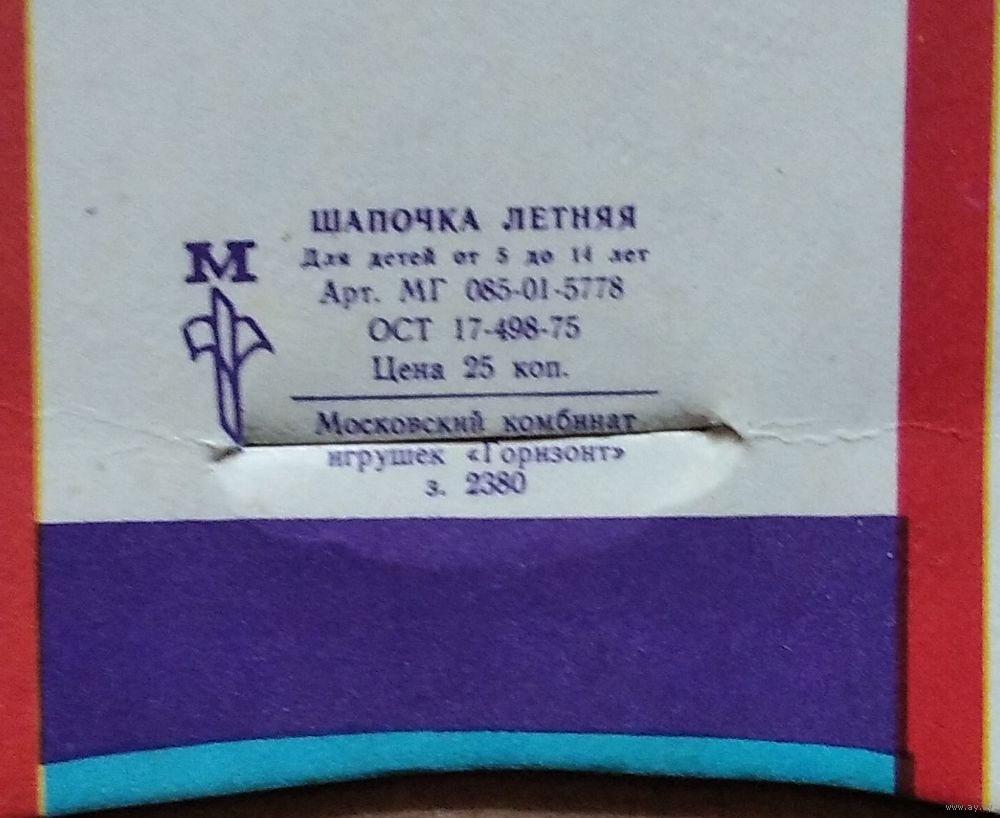 М
ШАПОЧКА ЛЕТНЯЯ
Для детей от 5 до 14 лет
Арт. МГ 085-01-5778
ОСТ 17-498-75
Цена 25 коп.
Московский комбинат
игрушек «Горизонт»
з. 2380